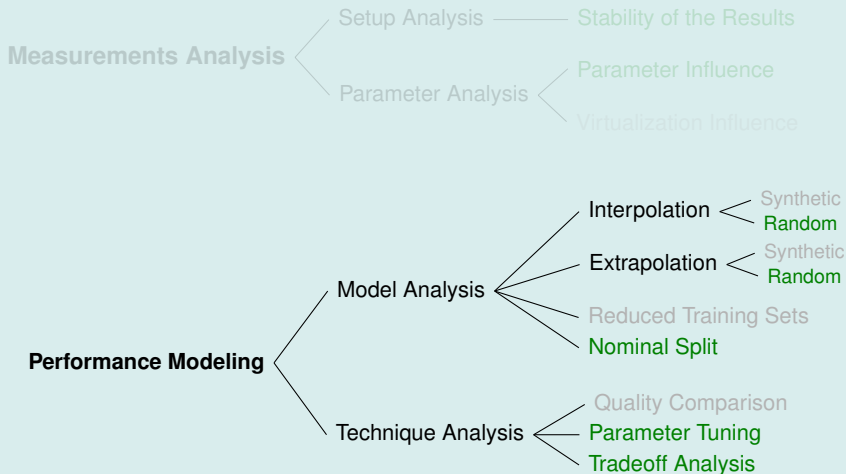 Setup Analysis
Stability of the Results
Measurements Analysis
Parameter Influence
Parameter Analysis
Virtualization Influence
Synthetic
Interpolation
Random
Synthetic
Extrapolation
Random
Model Analysis
Reduced Training Sets
Nominal Split
Performance Modeling
Quality Comparison
Technique Analysis
Parameter Tuning
Tradeoff Analysis